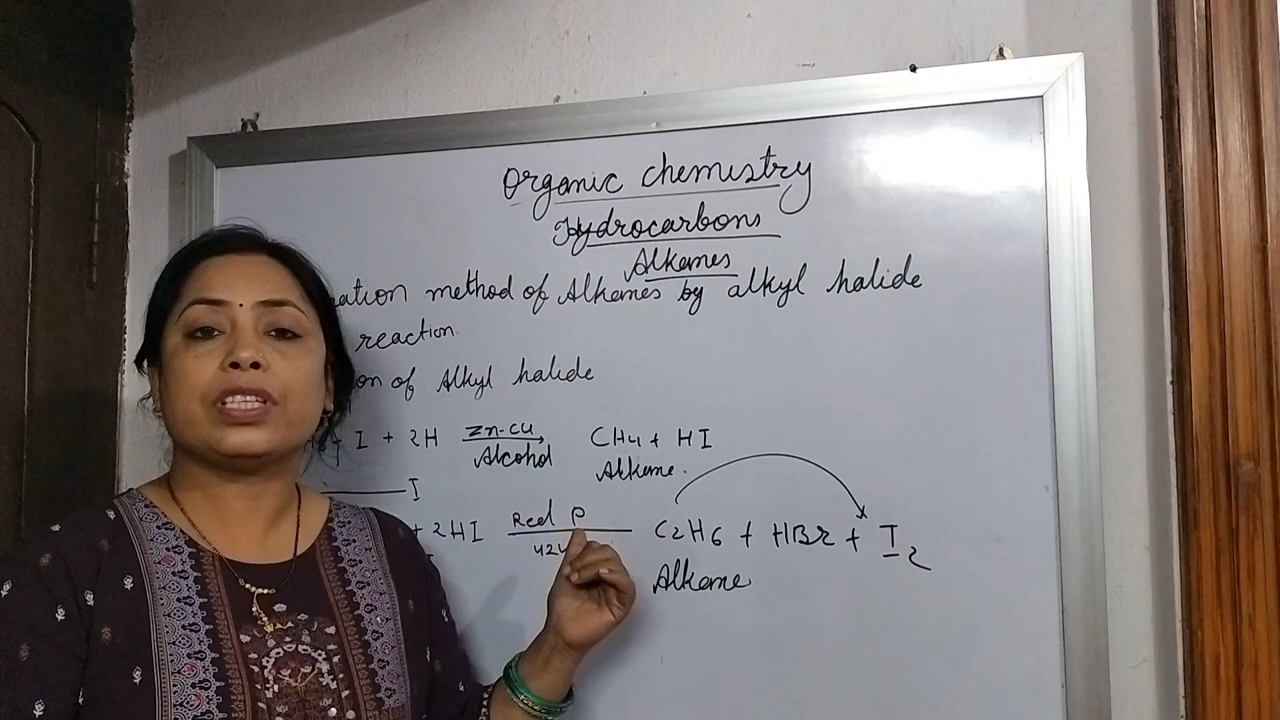 Organic chemistry
Hydrocarbons
Alkanes
ation method of Alkanes by alkyl halide
reaction
on of Alkyl halide
I + 2H Zn-Cu Alcohol CH4 + HI
Alkane.
I
+ 2HI Red P 42 C2H6 + HBr + I2
Alkane